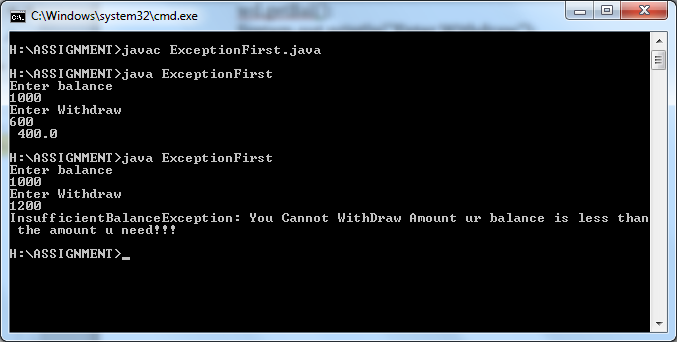 C:\Windows\system32\cmd.exe
H:\ASSIGNMENT>javac ExceptionFirst.java
H:\ASSIGNMENT>java ExceptionFirst
Enter balance
1000
Enter Withdraw
600
 400.0
H:\ASSIGNMENT>java ExceptionFirst
Enter balance
1000
Enter Withdraw
1200
InsufficientBalanceException: You Cannot WithDraw Amount ur balance is less than
 the amount u need!!!
H:\ASSIGNMENT>_